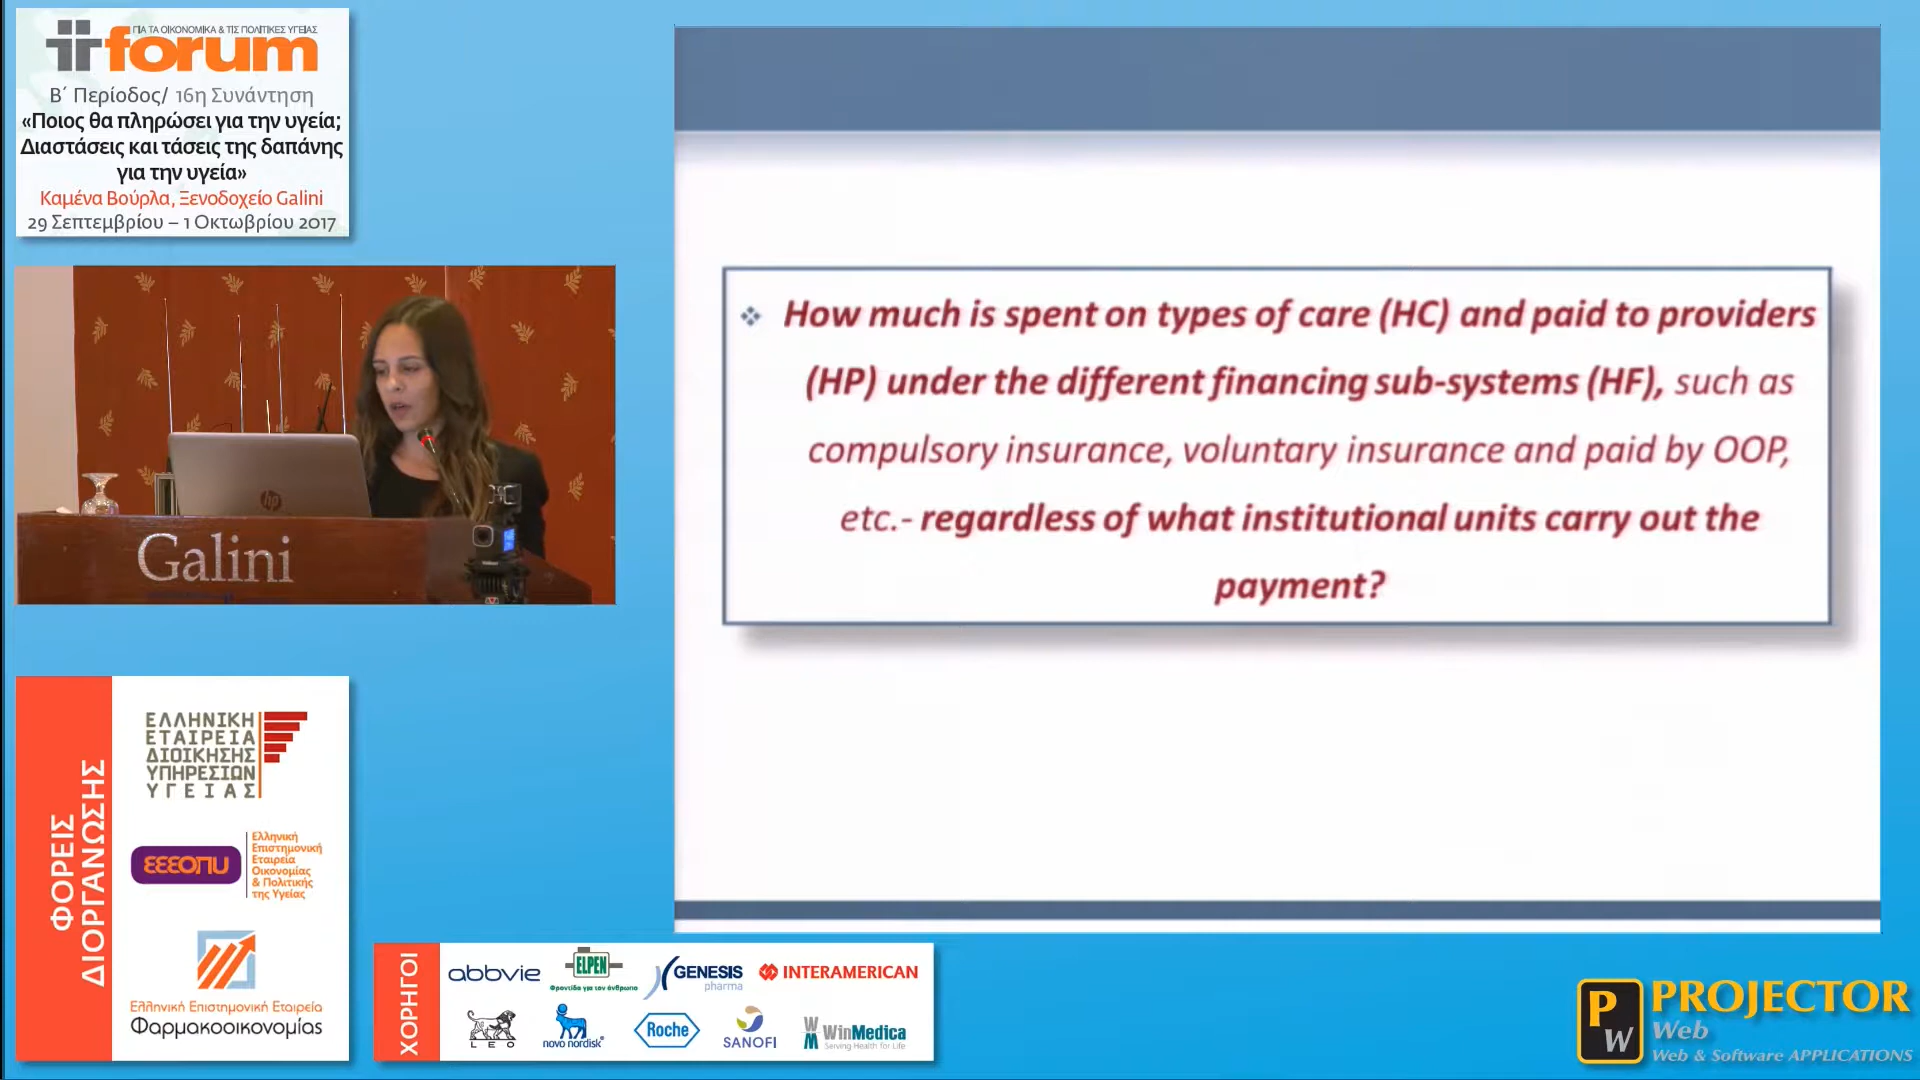 ΓΙΑ ΤΑ ΟΙΚΟΝΟΜΙΚΑ & ΤΙΣ ΠΟΛΙΤΙΚΕΣ ΥΓΕΙΑΣ
forum
Β΄ Περίοδος/ 16η Συνάντηση
«Ποιος θα πληρώσει για την υγεία;
Διαστάσεις και τάσεις της δαπάνης
για την υγεία»
Καμένα Βούρλα, Ξενοδοχείο Galini
29 Σεπτεμβρίου – 1 Οκτωβρίου 2017
hp
Galini
❖ How much is spent on types of care (HC) and paid to providers
(HP) under the different financing sub-systems (HF), such as
compulsory insurance, voluntary insurance and paid by OOP,
etc.- regardless of what institutional units carry out the
payment?
ΦΟΡΕΙΣ
ΔΙΟΡΓΑΝΩΣΗΣ
ΕΛΛΗΝΙΚΗ
ΕΤΑΙΡΕΙΑ
ΔΙΟΙΚΗΣΗΣ
ΥΠΗΡΕΣΙΩΝ
ΥΓΕΙΑΣ
ΕΕΕΟΠΥ
Ελληνική
Επιστημονική
Εταιρεία
Οικονομίας
& Πολιτικής
της Υγείας
Ελληνική Επιστημονική Εταιρεία
Φαρμακοοικονομίας
ΧΟΡΗΓΟΙ
abbvie
ELPEN
Φροντίδα για τον άνθρωπο
GENESIS
pharma
INTERAMERICAN
LEO
novo nordisk
Roche
SANOFI
WinMedica
Serving Health for Life
PW
PROJECTOR
Web
Web & Software APPLICATIONS